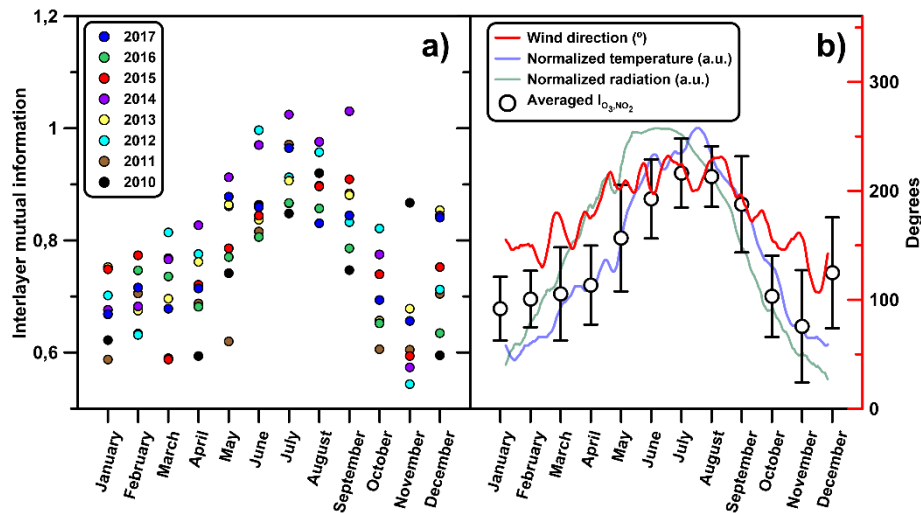 1,2
1
0,8
0,6
Interlayer mutual information
2017
2016
2015
2014
2013
2012
2011
2010
a)
January
February
March
April
May
June
July
August
September
October
November
December
Wind direction (º)
Normalized temperature (a.u.)
Normalized radiation (a.u.)
Averaged I_O₃,NO₂
b)
January
February
March
April
May
June
July
August
September
October
November
December
300
200
100
0
Degrees